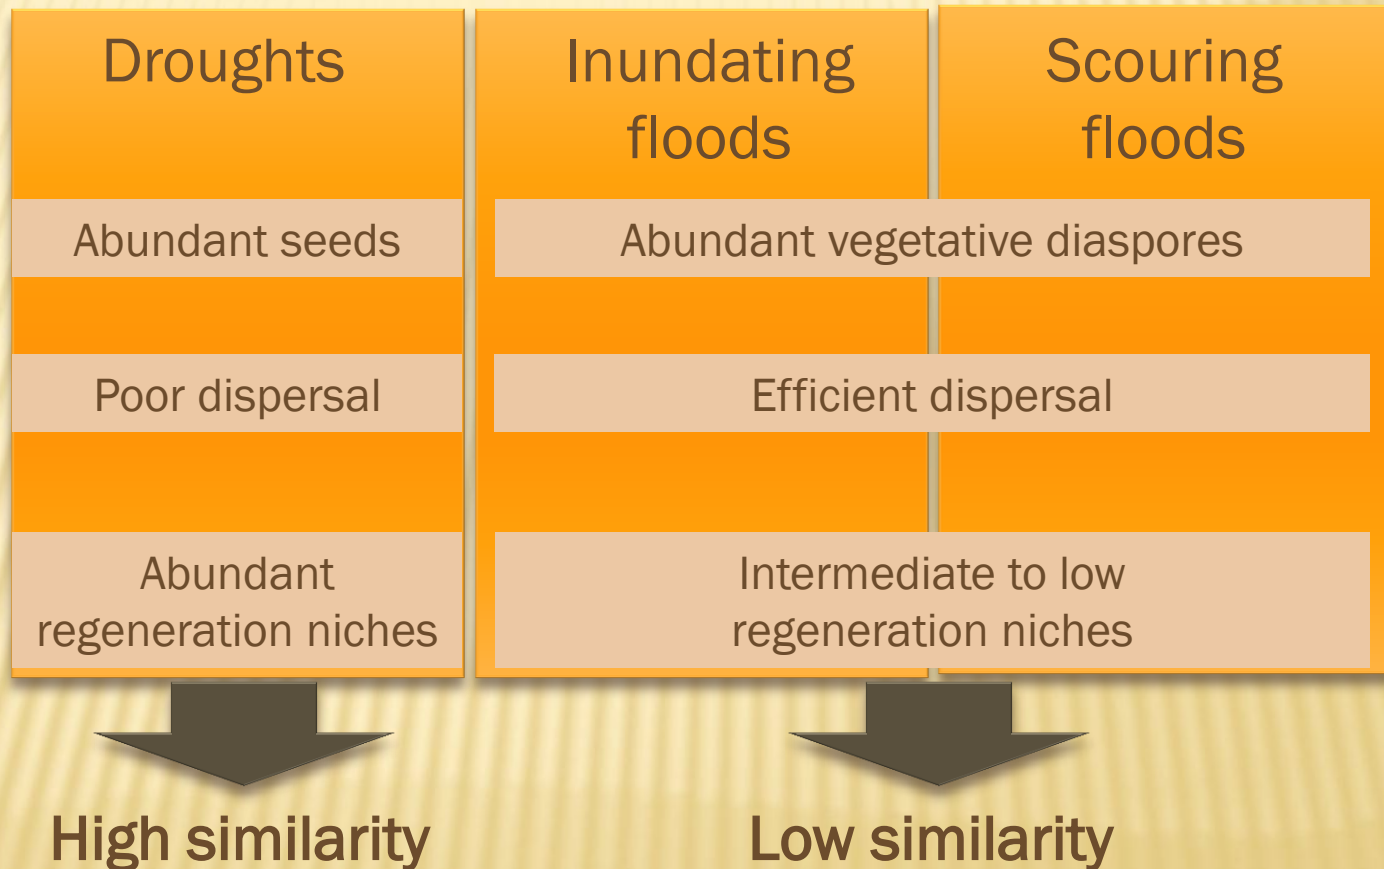 Droughts
Inundating
floods
Scouring
floods
Abundant seeds
Abundant vegetative diaspores
Poor dispersal
Efficient dispersal
Abundant
regeneration niches
Intermediate to low
regeneration niches
High similarity
Low similarity